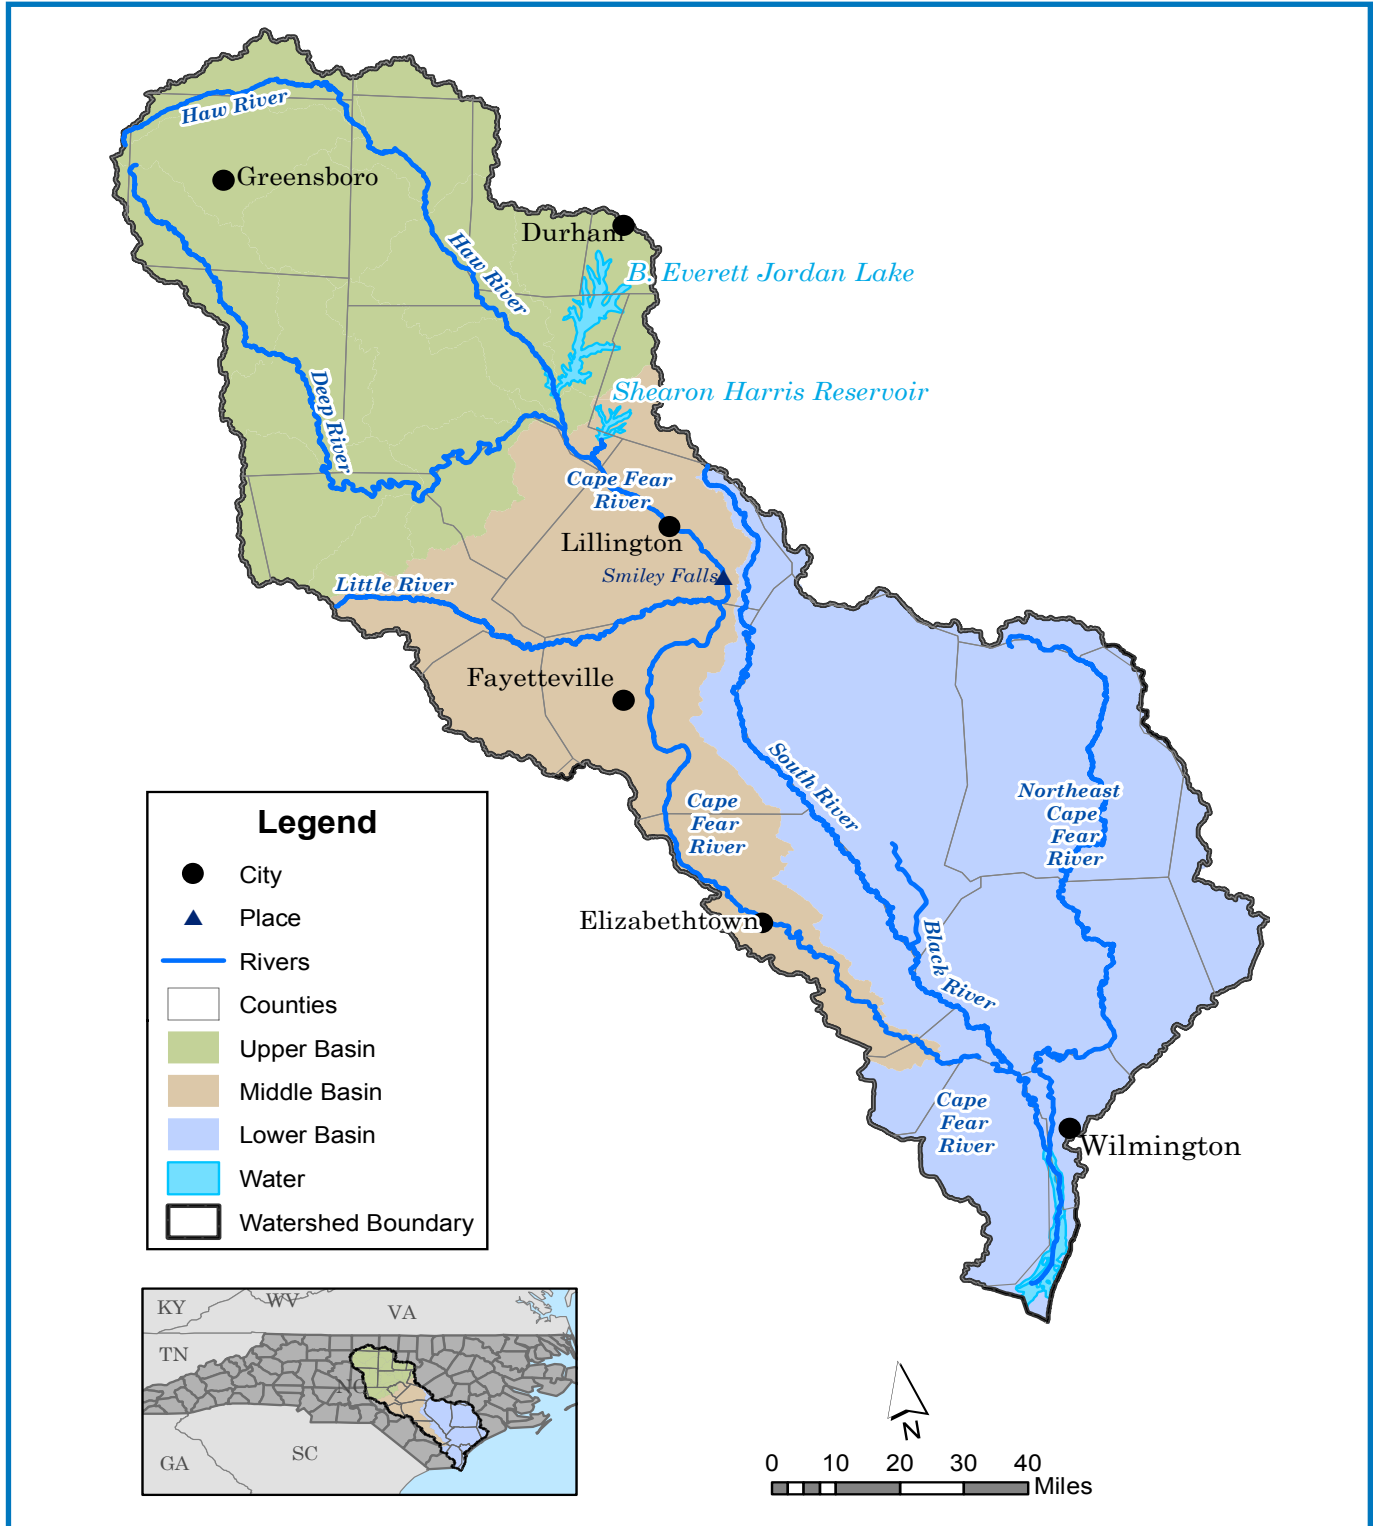 Haw River
Greensboro
Durham
Haw River
B. Everett Jordan Lake
Deep River
Shearon Harris Reservoir
Cape Fear
River
Lillington
Smiley Falls
Little River
Fayetteville
South River
Northeast
Cape
Fear
River
Cape
Fear
River
Elizabethtown
Black River
Cape
Fear
River
Wilmington
Legend
City
Place
Rivers
Counties
Upper Basin
Middle Basin
Lower Basin
Water
Watershed Boundary
KY
WV
VA
TN
NC
SC
GA
N
0 10 20 30 40
Miles